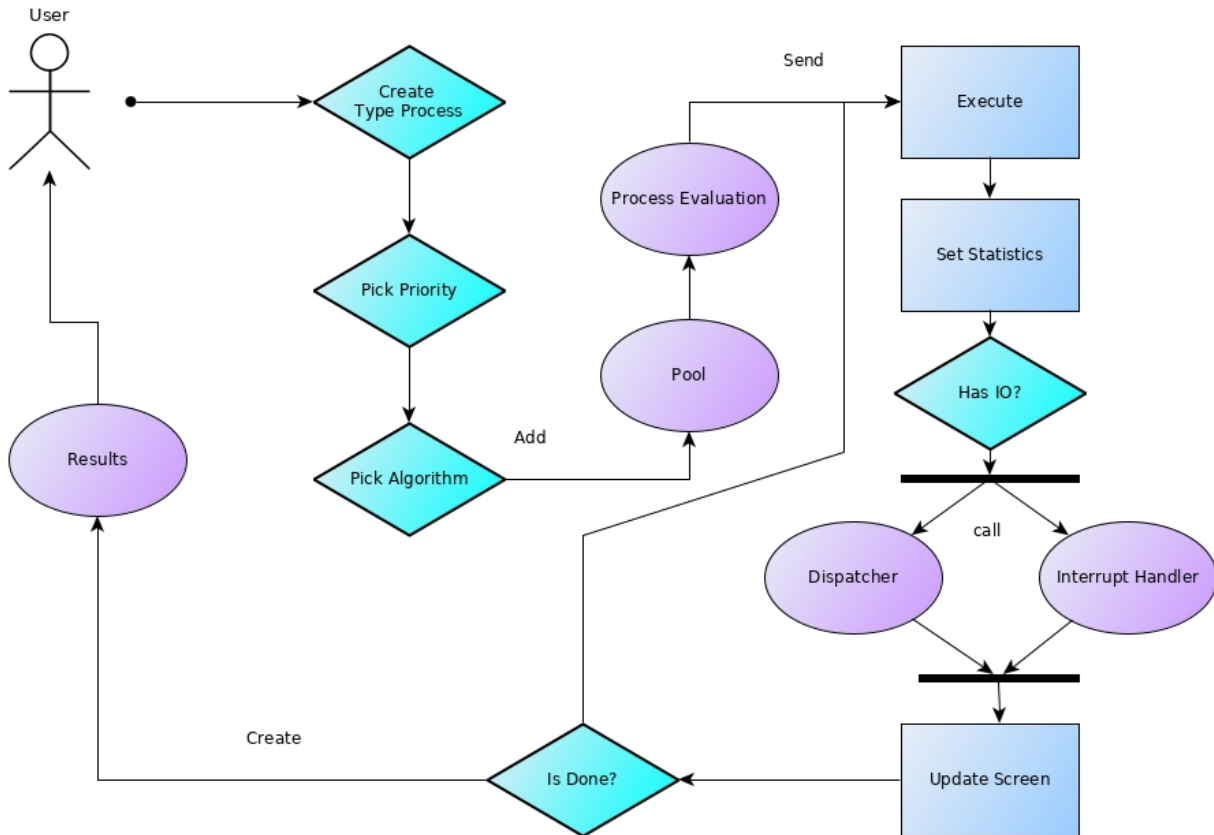 User
Send
Create
Type Process
Execute
Process Evaluation
Set Statistics
Pick Priority
Pool
Has IO?
Add
Results
Pick Algorithm
call
Dispatcher
Interrupt Handler
Create
Is Done?
Update Screen